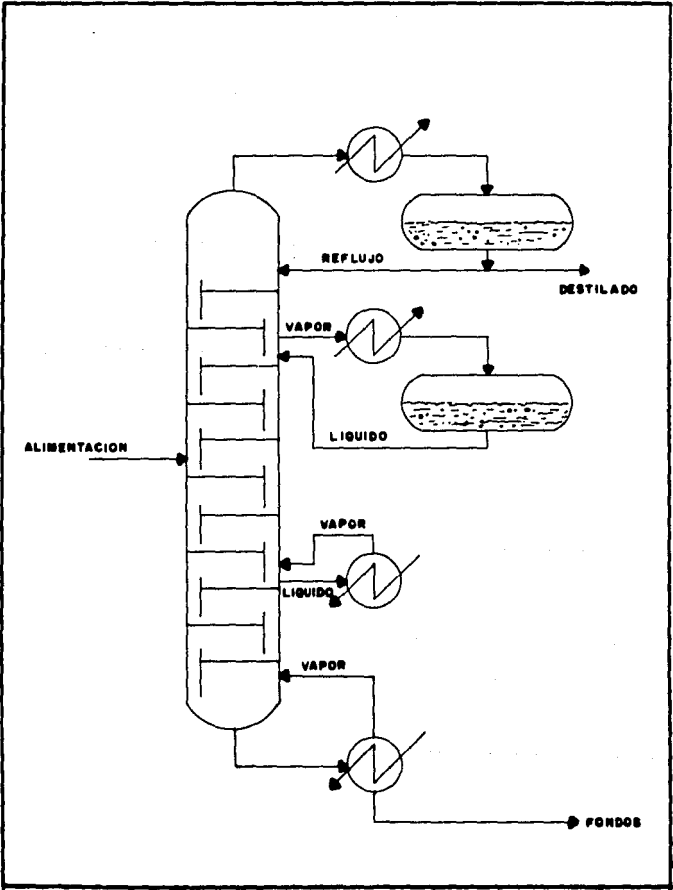 REFLUJO
DESTILADO
VAPOR
LIQUIDO
ALIMENTACION
VAPOR
LIQUIDO
VAPOR
FONDOS